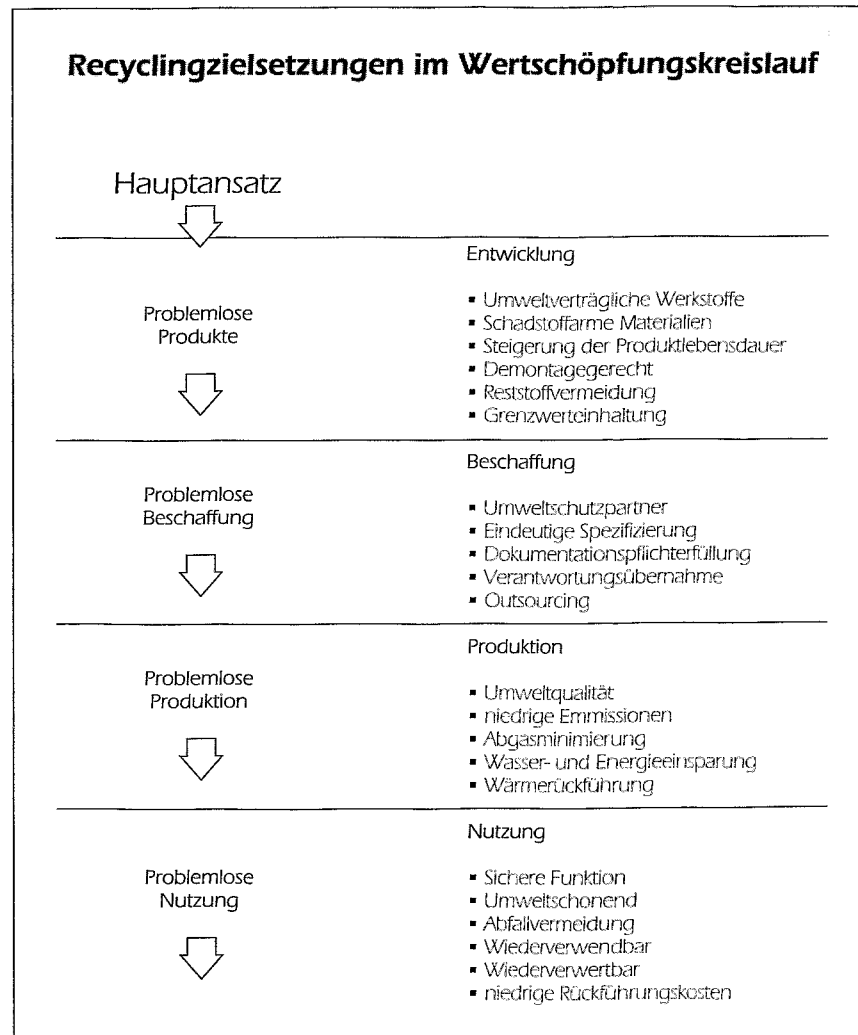 Recyclingzielsetzungen im Wertschöpfungskreislauf
Hauptansatz
Problemlose
Produkte
Entwicklung
▪ Umweltverträgliche Werkstoffe
▪ Schadstoffarme Materialien
▪ Steigerung der Produktlebensdauer
▪ Demontagegerecht
▪ Reststoffvermeidung
▪ Grenzwerteinhaltung
Problemlose
Beschaffung
Beschaffung
▪ Umweltschutzpartner
▪ Eindeutige Spezifizierung
▪ Dokumentationspflichterfüllung
▪ Verantwortungsübernahme
▪ Outsourcing
Problemlose
Produktion
Produktion
▪ Umweltqualität
▪ niedrige Emmissionen
▪ Abgasminimierung
▪ Wasser- und Energieeinsparung
▪ Wärmerückführung
Problemlose
Nutzung
Nutzung
▪ Sichere Funktion
▪ Umweltschonend
▪ Abfallvermeidung
▪ Wiederverwendbar
▪ Wiederverwertbar
▪ niedrige Rückführungskosten